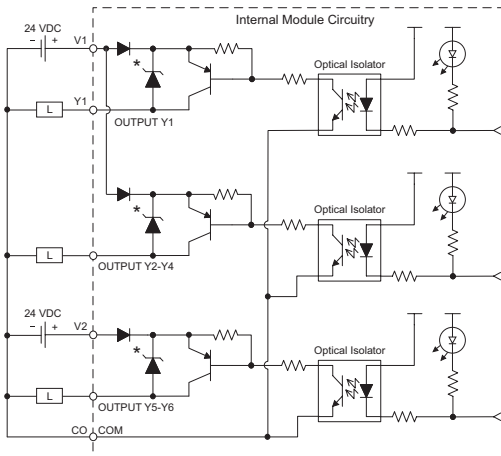 Internal Module Circuitry
24 VDC
− + V1
*
Optical Isolator
L Y1
OUTPUT Y1
*
Optical Isolator
L
OUTPUT Y2-Y4
24 VDC
− + V2
*
Optical Isolator
L
OUTPUT Y5-Y6
CO COM